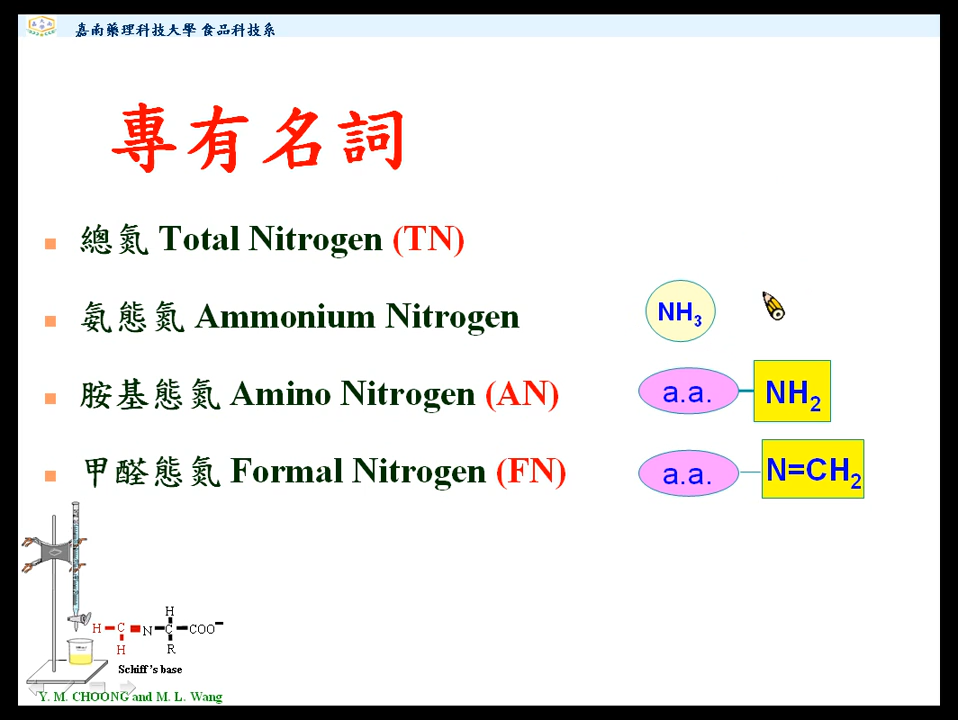 嘉南藥理科技大學 食品科技系
專有名詞
總氮 Total Nitrogen (TN)
氨態氮 Ammonium Nitrogen
NH3
胺基態氮 Amino Nitrogen (AN)
a.a.
NH2
甲醛態氮 Formal Nitrogen (FN)
a.a.
N=CH2
H
H C N C COO-
H R
Schiff's base
Y. M. CHOONG and M. L. Wang